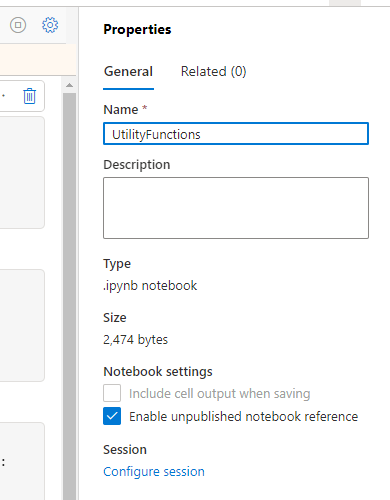 Properties
General Related (0)
Name *
UtilityFunctions
Description
Type
.ipynb notebook
Size
2,474 bytes
Notebook settings
Include cell output when saving
Enable unpublished notebook reference
Session
:
Configure session